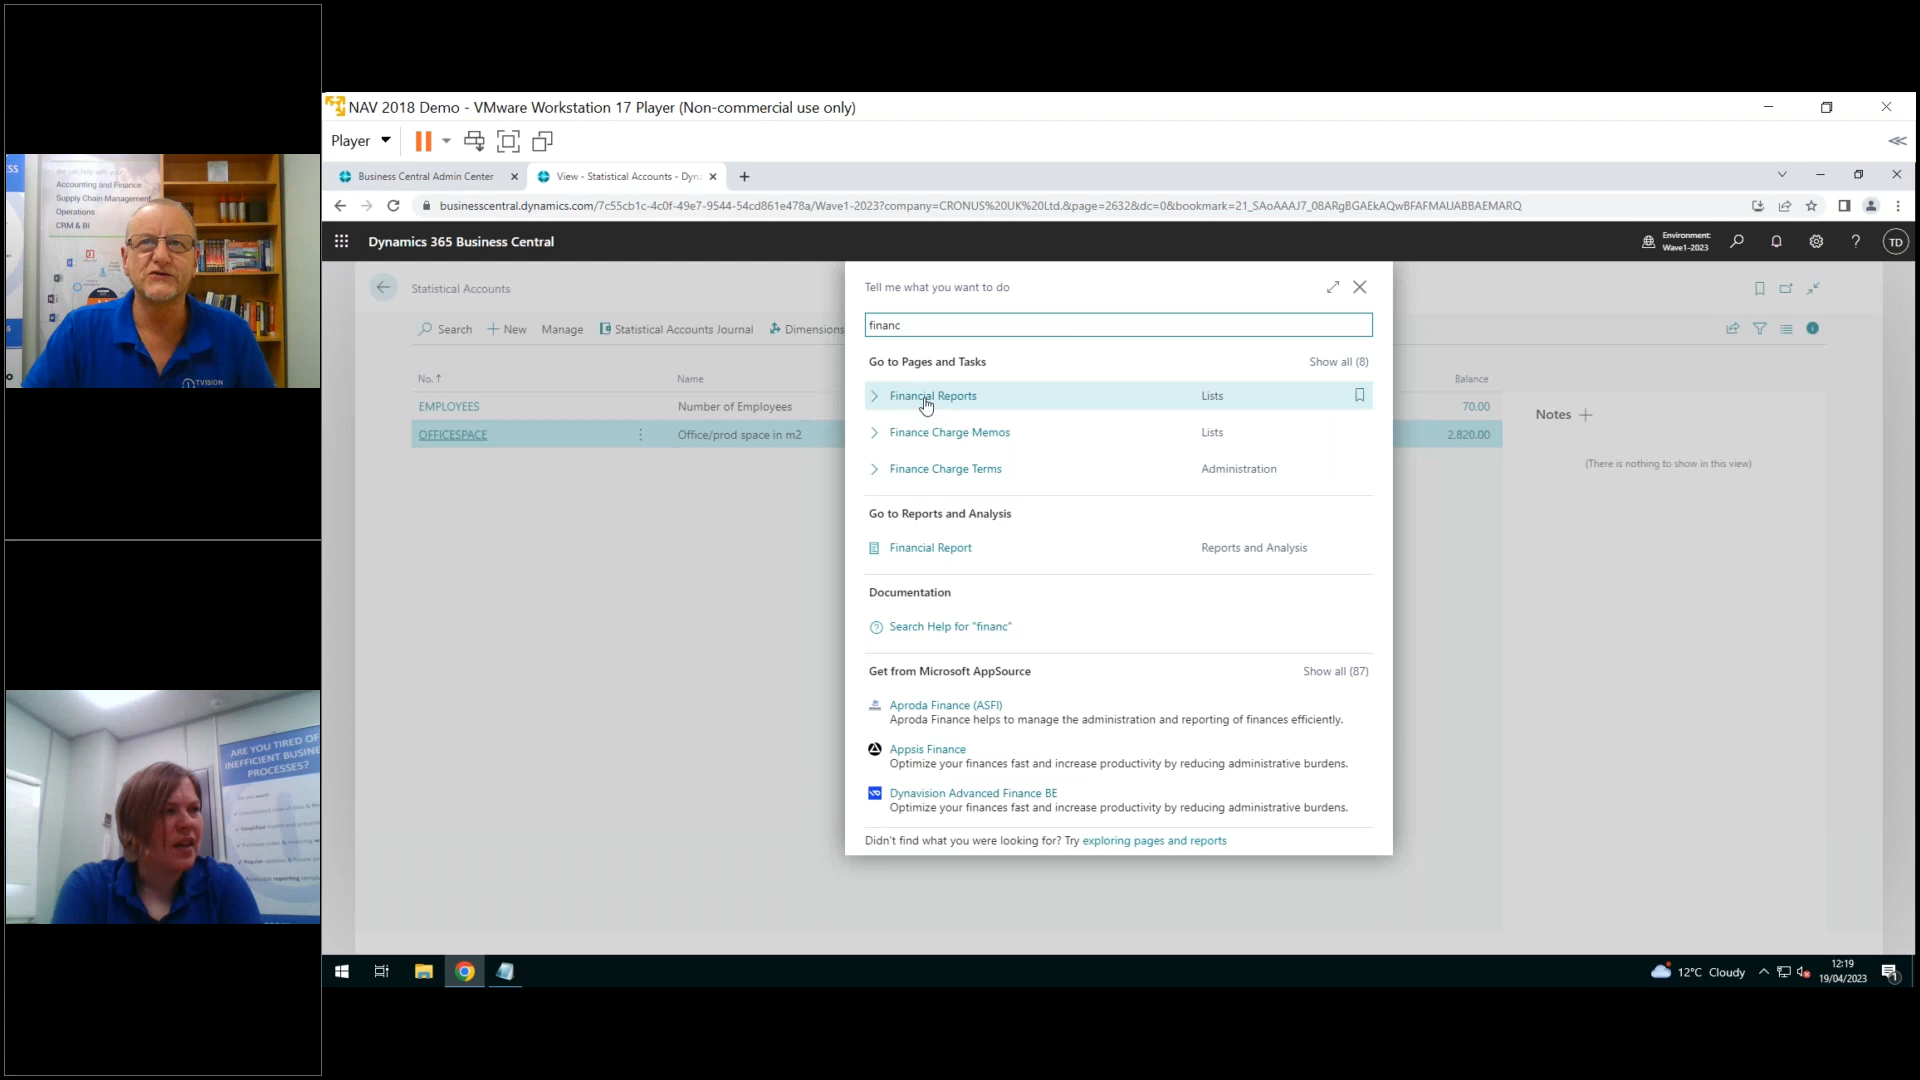 NAV 2018 Demo - VMware Workstation 17 Player (Non-commercial use only)
Player
Business Central Admin Center
View - Statistical Accounts - Dyn
businesscentral.dynamics.com/7c55cb1c-4c0f-49e7-9544-54cd861e478a/Wave1-2023?company=CRONUS%20UK%20Ltd.&page=2632&dc=0&bookmark=21_SAoAAAJ7_08ARgBGAEkAQwBFAFMAUABBAEMARQ
Dynamics 365 Business Central
Environment:
Wave1-2023
TD
Statistical Accounts
Search
New
Manage
Statistical Accounts Journal
Dimensions
No. ↑
Name
Balance
EMPLOYEES
Number of Employees
70.00
OFFICESPACE
Office/prod space in m2
2,820.00
Notes
(There is nothing to show in this view)
Tell me what you want to do
financ
Go to Pages and Tasks
Show all (8)
Financial Reports
Lists
Finance Charge Memos
Lists
Finance Charge Terms
Administration
Go to Reports and Analysis
Financial Report
Reports and Analysis
Documentation
Search Help for "financ"
Get from Microsoft AppSource
Show all (87)
Aproda Finance (ASFI)
Aproda Finance helps to manage the administration and reporting of finances efficiently.
Appsis Finance
Optimize your finances fast and increase productivity by reducing administrative burdens.
Dynavision Advanced Finance BE
Optimize your finances fast and increase productivity by reducing administrative burdens.
Didn't find what you were looking for? Try exploring pages and reports
12°C Cloudy
12:19
19/04/2023
1
We can help with your
Accounting and Finance
Supply Chain Management
Operations
CRM & BI
TVISION
ARE YOU TIRED OF
INEFFICIENT BUSINE
PROCESSES?